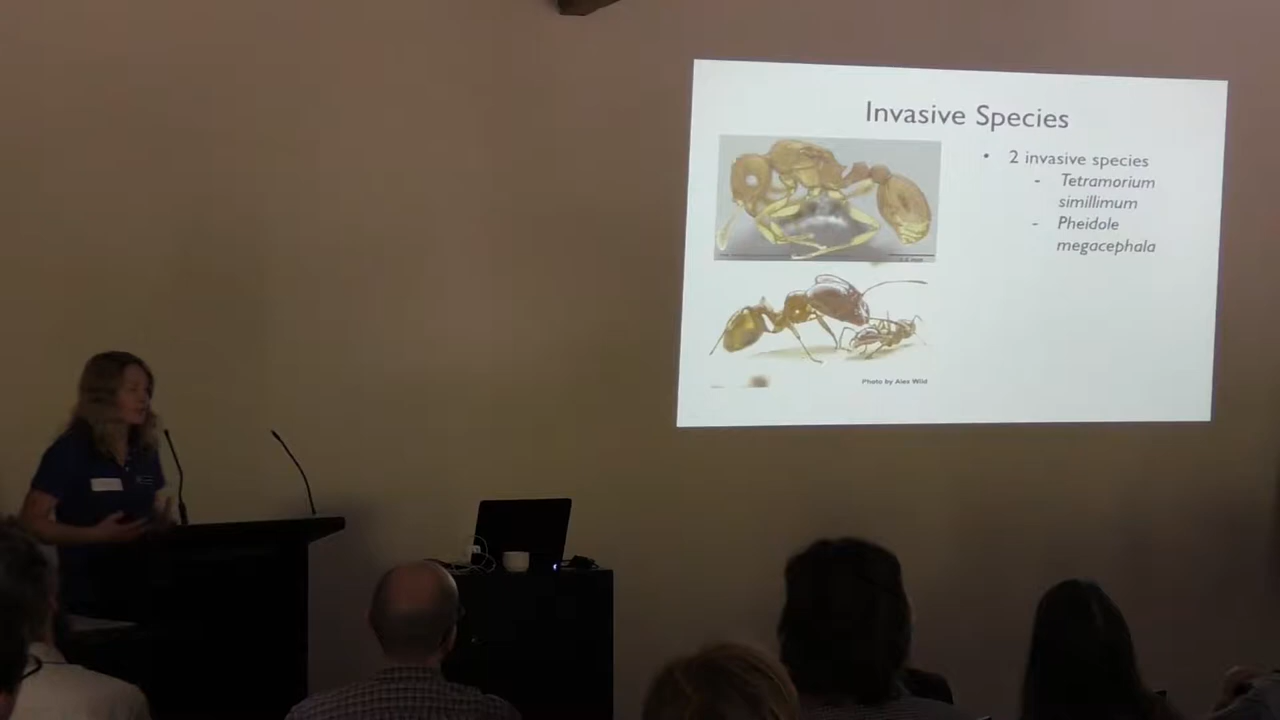 Invasive Species
• 2 invasive species
- Tetramorium
simillimum
- Pheidole
megacephala
Photo by Alex Wild